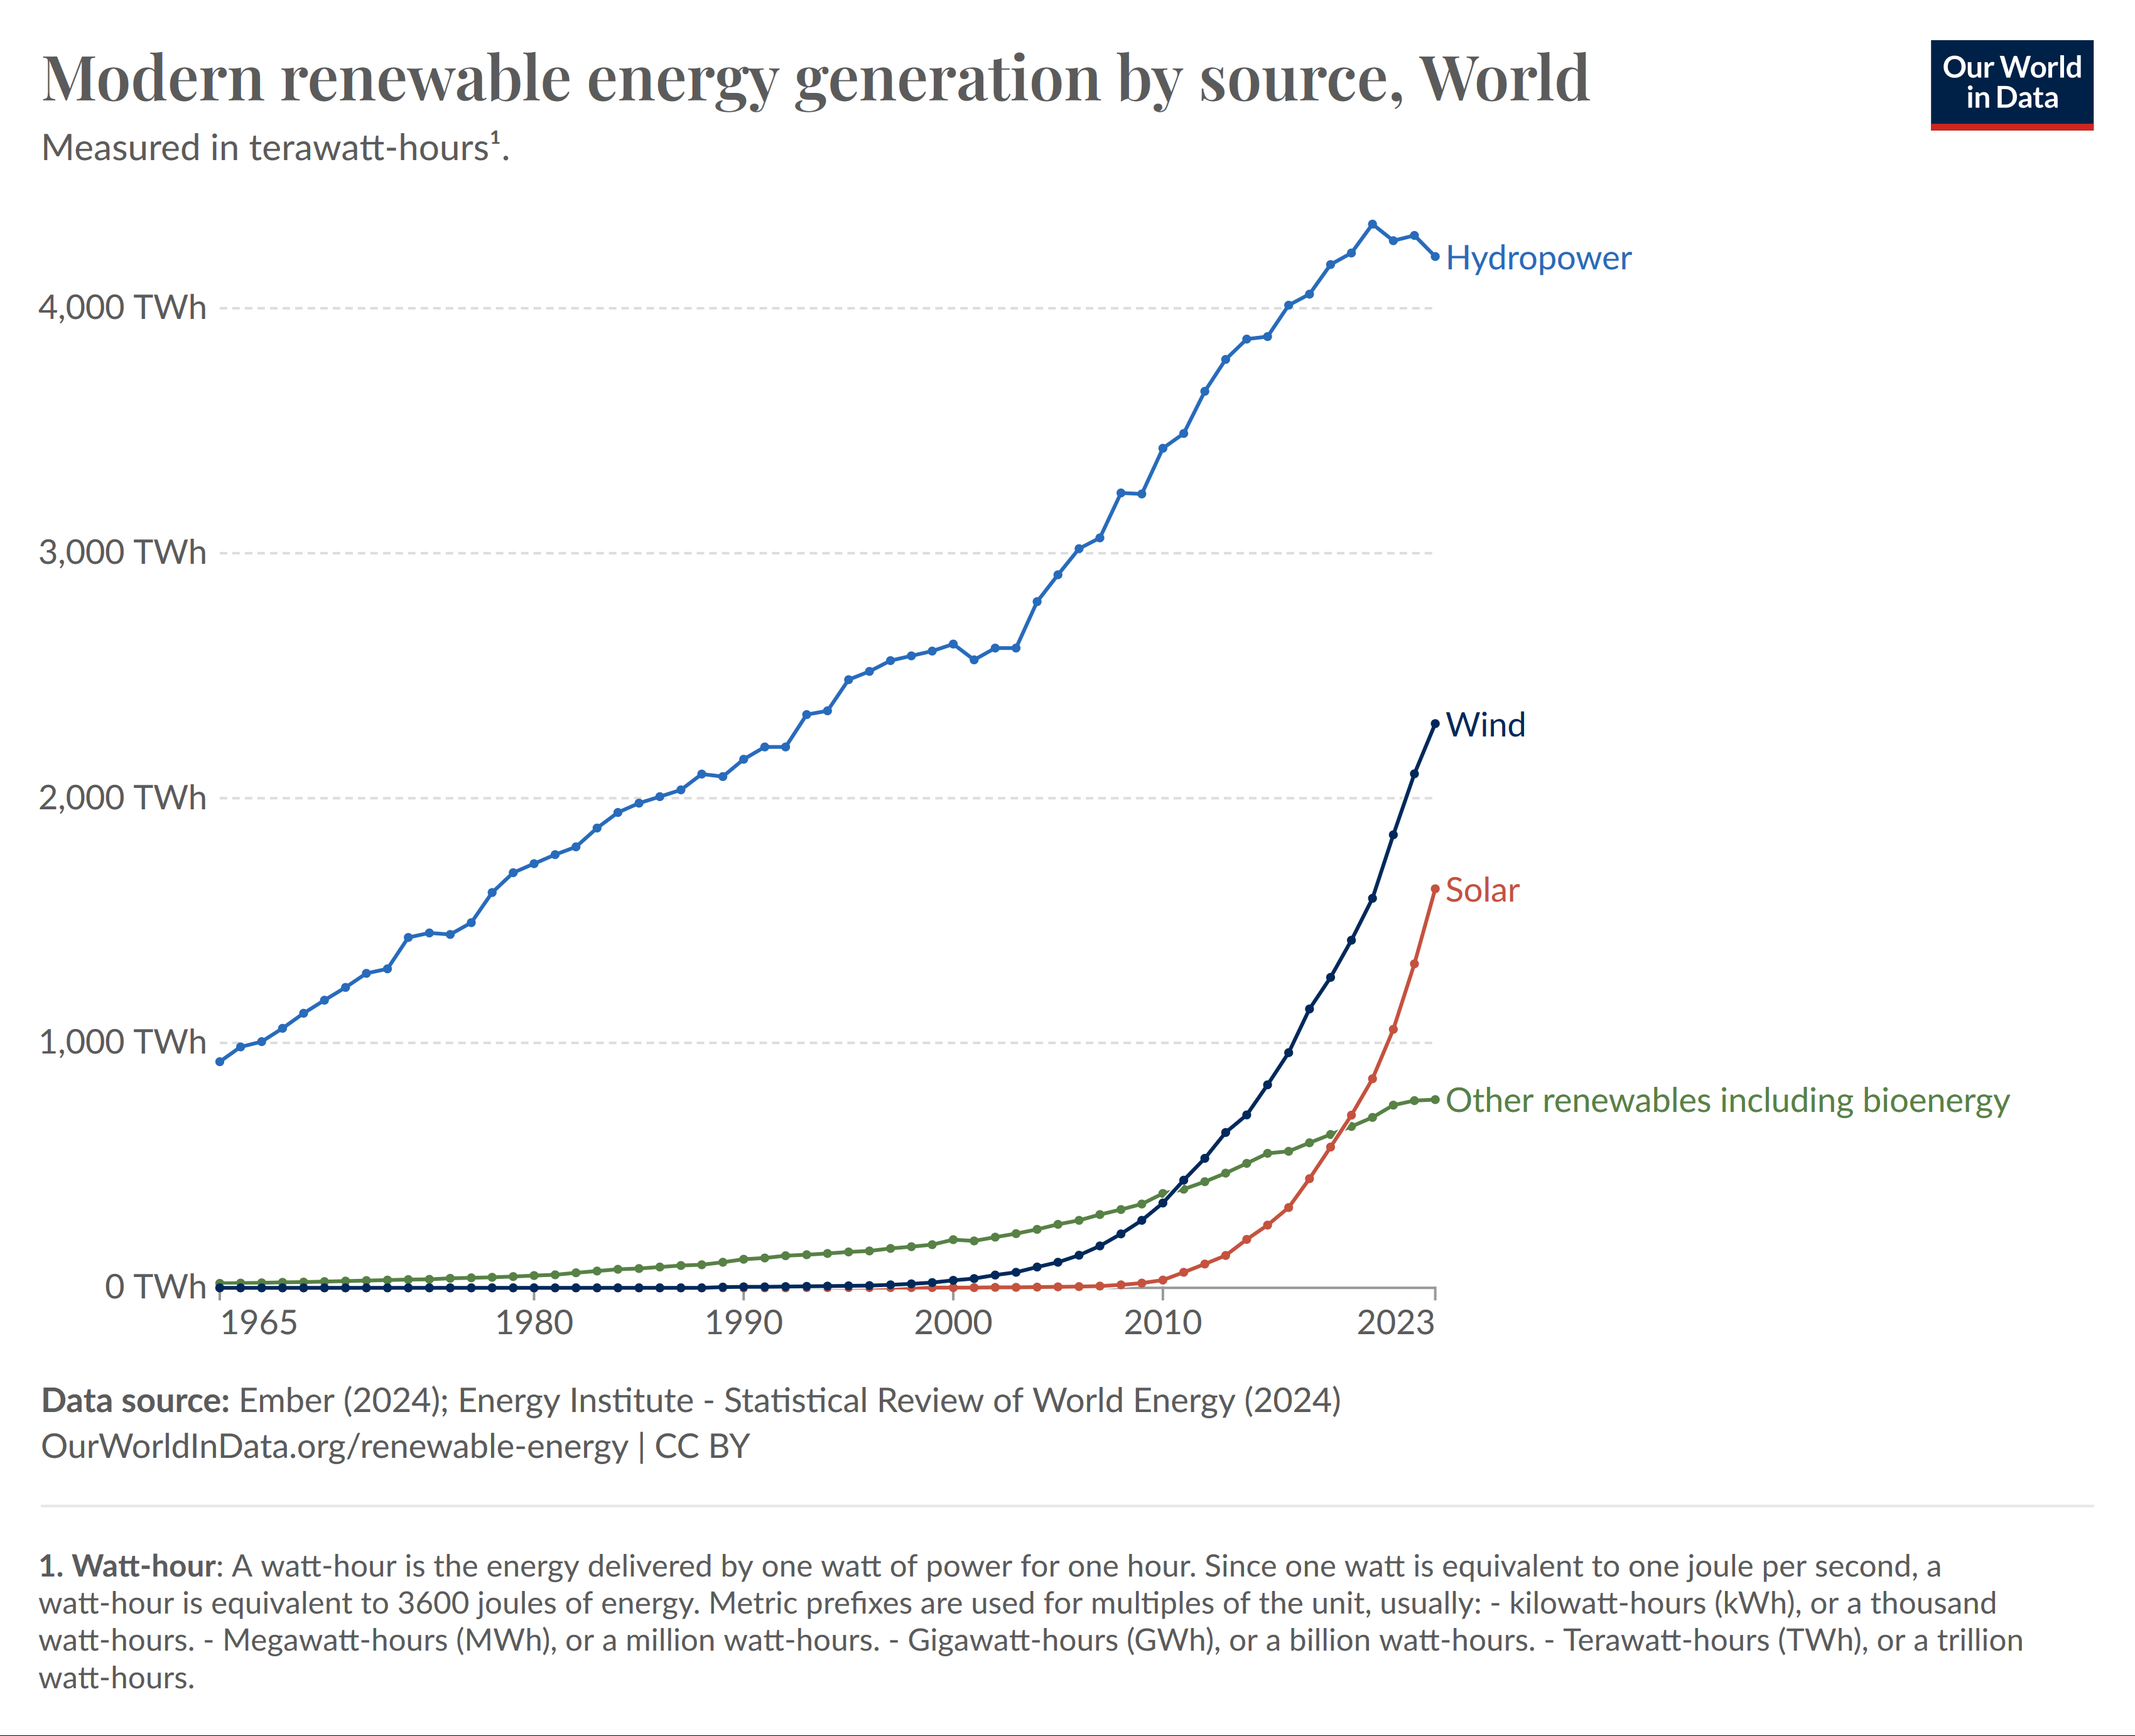 Modern renewable energy generation by source, World
Our World
in Data
Measured in terawatt-hours¹.
Hydropower
4,000 TWh
3,000 TWh
Wind
2,000 TWh
Solar
1,000 TWh
Other renewables including bioenergy
0 TWh
1965 1980 1990 2000 2010 2023
Data source: Ember (2024); Energy Institute - Statistical Review of World Energy (2024)
OurWorldInData.org/renewable-energy | CC BY
1. Watt-hour: A watt-hour is the energy delivered by one watt of power for one hour. Since one watt is equivalent to one joule per second, a
watt-hour is equivalent to 3600 joules of energy. Metric prefixes are used for multiples of the unit, usually: - kilowatt-hours (kWh), or a thousand
watt-hours. - Megawatt-hours (MWh), or a million watt-hours. - Gigawatt-hours (GWh), or a billion watt-hours. - Terawatt-hours (TWh), or a trillion
watt-hours.